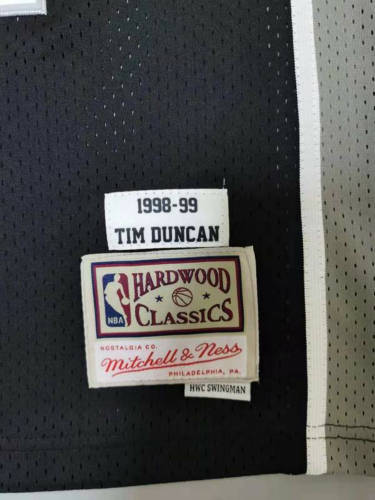 1998-99
TIM DUNCAN
NBA
HARDWOOD
CLASSICS
NOSTALGIA CO.
Mitchell & Ness
PHILADELPHIA, PA.
HWC SWINGMAN